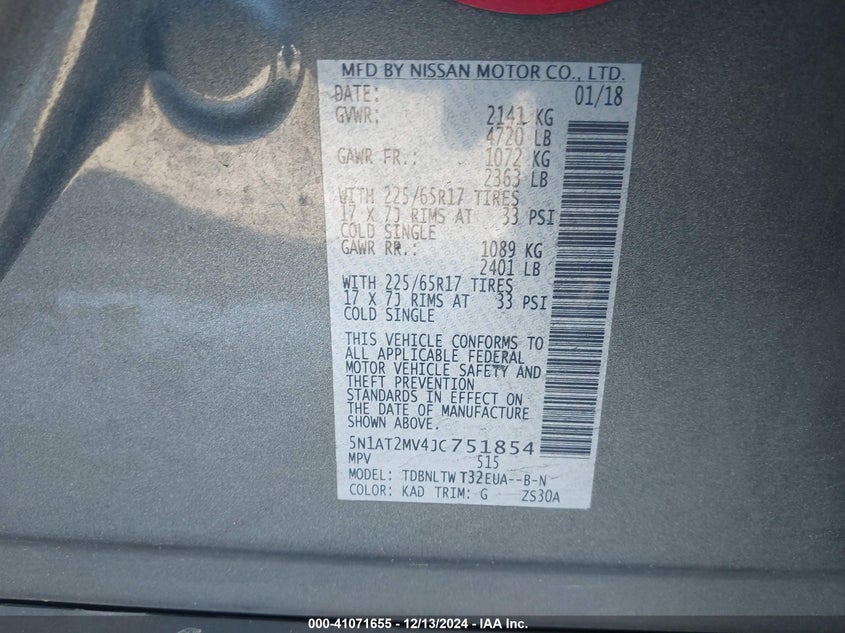 MFD BY NISSAN MOTOR CO., LTD.
DATE: 01/18
GVWR: 2141 KG
4720 LB
GAWR FR.: 1072 KG
2363 LB
WITH 225/65R17 TIRES
17 X 7J RIMS AT 33 PSI
COLD SINGLE
GAWR RR.: 1089 KG
2401 LB
WITH 225/65R17 TIRES
17 X 7J RIMS AT 33 PSI
COLD SINGLE
THIS VEHICLE CONFORMS TO
ALL APPLICABLE FEDERAL
MOTOR VEHICLE SAFETY AND
THEFT PREVENTION
STANDARDS IN EFFECT ON
THE DATE OF MANUFACTURE
SHOWN ABOVE.
5N1AT2MV4JC751854
MPV 515
MODEL: TDBNLTW T32EUA--B-N
COLOR: KAD TRIM: G ZS30A
000-41071655 - 12/13/2024 - IAA Inc.